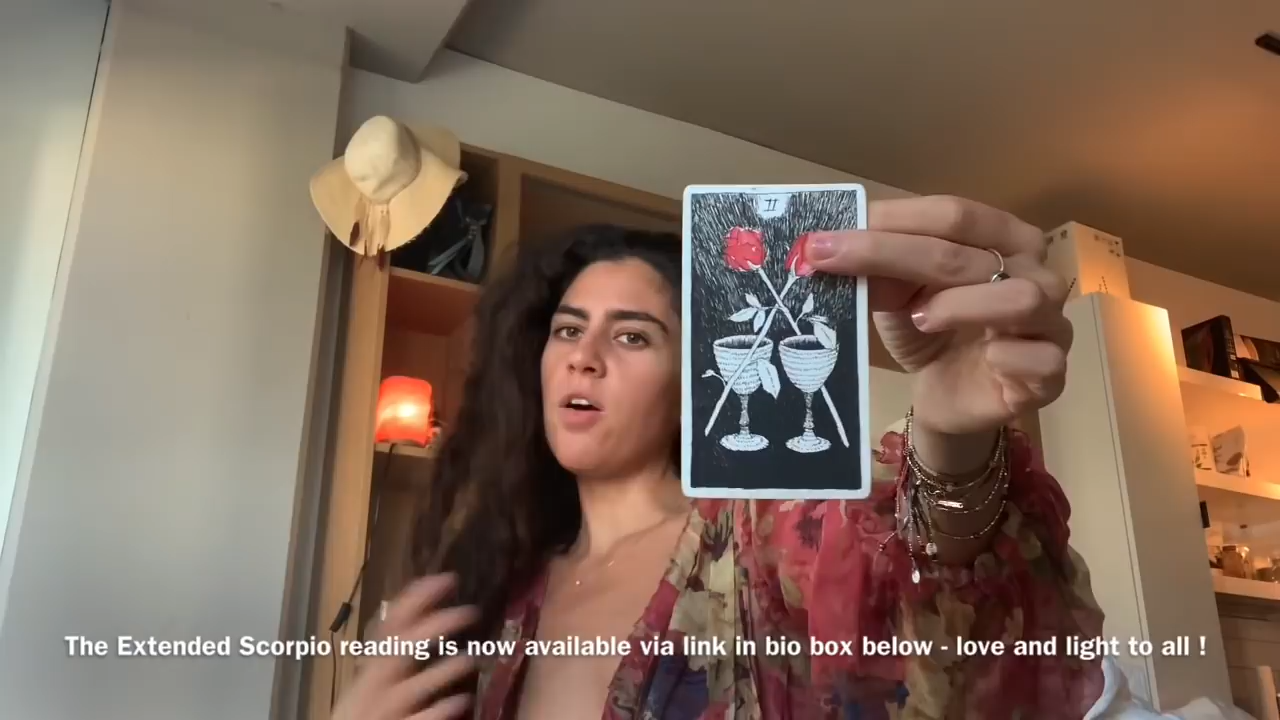 II
The Extended Scorpio reading is now available via link in bio box below - love and light to all !